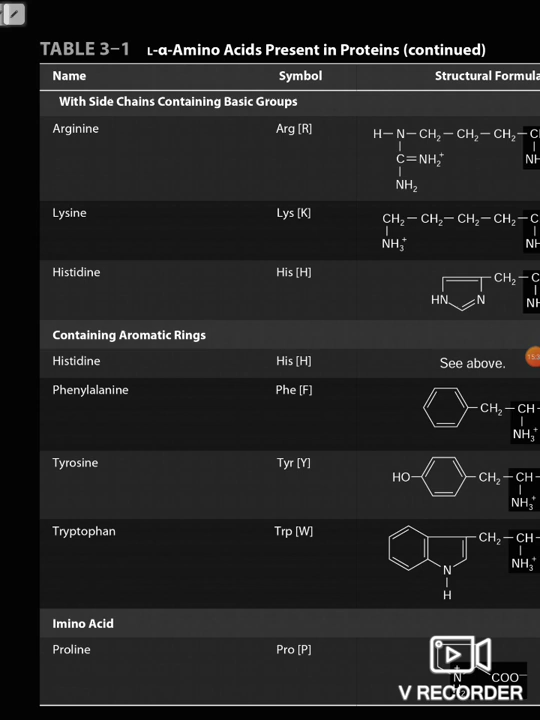 TABLE 3–1 L-α-Amino Acids Present in Proteins (continued)
Name Symbol Structural Formula
With Side Chains Containing Basic Groups
Arginine Arg [R] H—N—CH₂—CH₂—CH₂—C
C=NH₂⁺ NH
NH₂
Lysine Lys [K] CH₂—CH₂—CH₂—CH₂—C
NH₃⁺ NH
Histidine His [H] CH₂—C
HN N NH
Containing Aromatic Rings
Histidine His [H] See above.
Phenylalanine Phe [F] CH₂—CH
NH₃⁺
Tyrosine Tyr [Y] HO CH₂—CH
NH₃⁺
Tryptophan Trp [W] CH₂—CH
NH₃⁺
N
H
Imino Acid
Proline Pro [P]
+
N COO⁻
V RECORDER